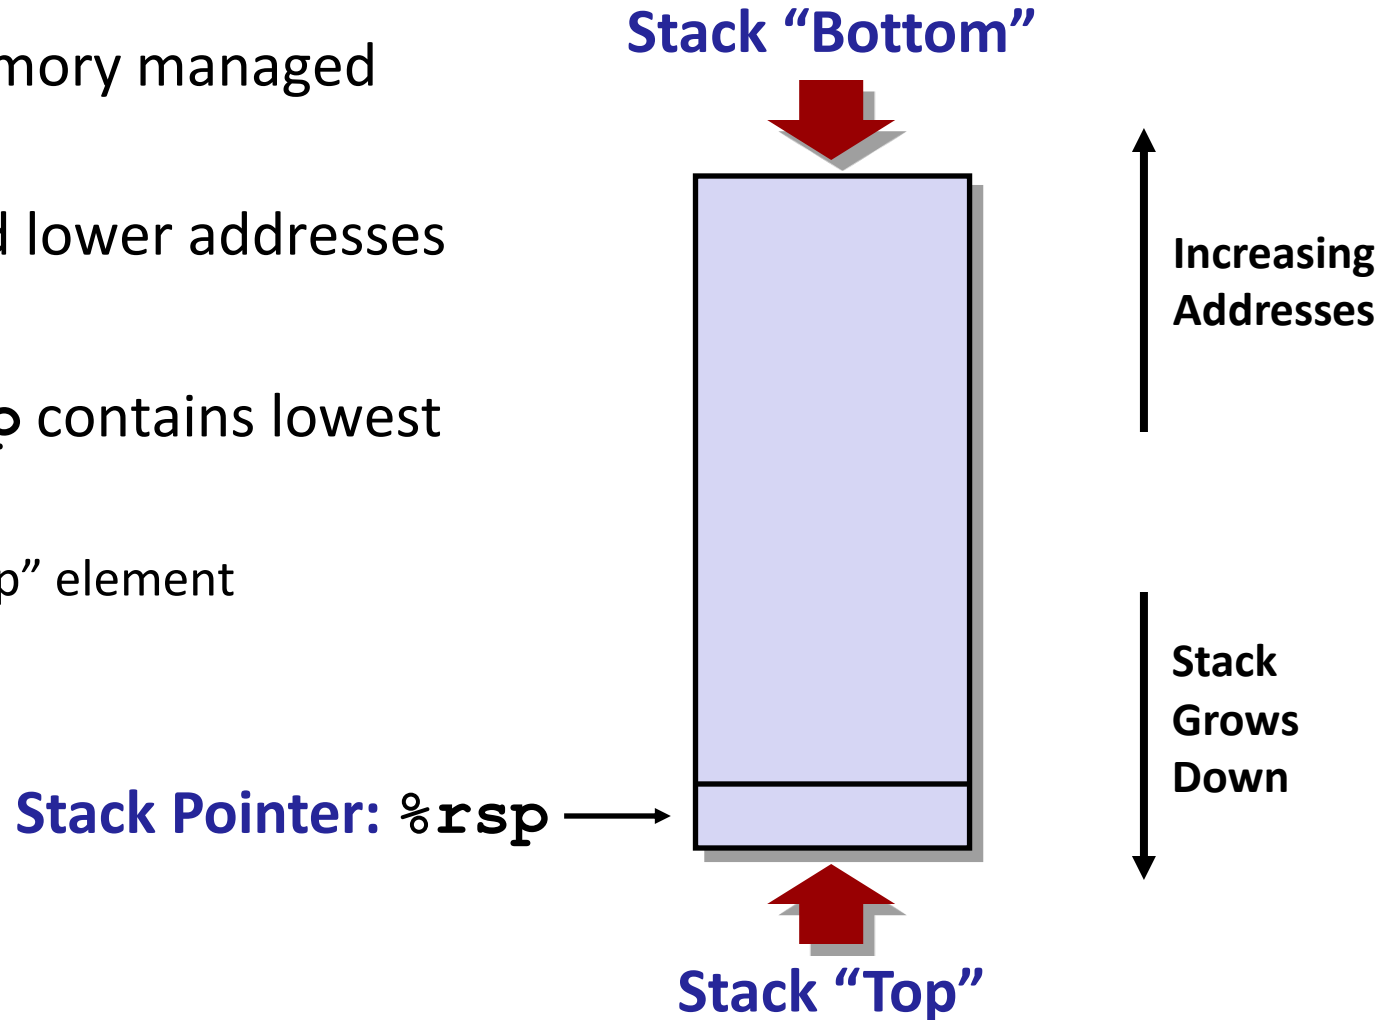 Stack “Bottom”
mory managed
d lower addresses
Increasing
Addresses
p contains lowest
p” element
Stack
Grows
Down
Stack Pointer: %rsp
Stack “Top”